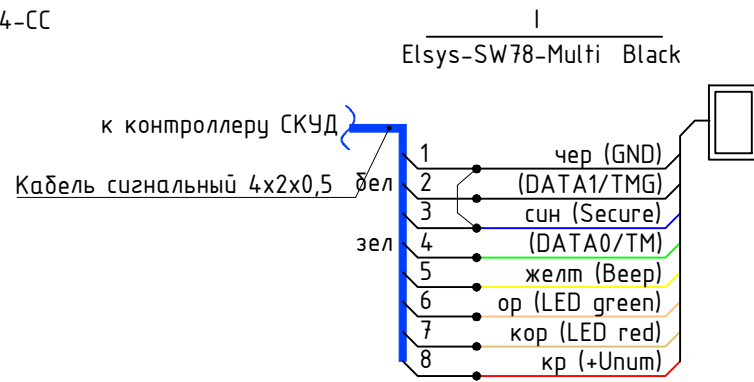 4-СС
I
Elsys-SW78-Multi Black
к контроллеру СКУД
1 чер (GND)
Кабель сигнальный 4х2х0,5
бел 2 (DATA1/TMG)
3 син (Secure)
зел 4 (DATA0/TM)
5 желт (Beep)
6 ор (LED green)
7 кор (LED red)
8 кр (+Uпит)